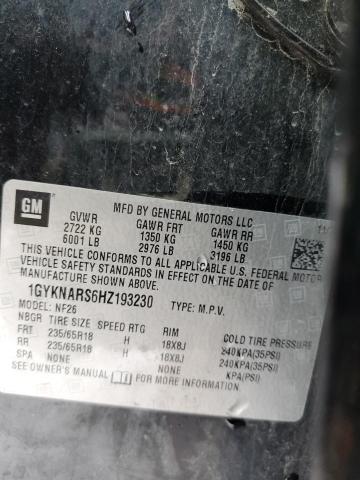 GM
MFD BY GENERAL MOTORS LLC
GVWR GAWR FRT GAWR RR
2722 KG 1350 KG 1450 KG
6001 LB 2976 LB 3196 LB
THIS VEHICLE CONFORMS TO ALL APPLICABLE U.S. FEDERAL MOTOR
VEHICLE SAFETY STANDARDS IN EFFECT ON THE DATE OF
MANUFACTURE SHOWN ABOVE.
1GYKNARS6HZ193230 TYPE: M.P.V.
MODEL: NF26
NBGR TIRE SIZE SPEED RTG RIM COLD TIRE PRESSURE
FRT 235/65R18 H 18X8J 240KPA(35PSI)
RR 235/65R18 H 18X8J 240KPA(35PSI)
SPA NONE NONE KPA(PSI)
SEE OWNER'S MANUAL FOR MORE INFORMATION.